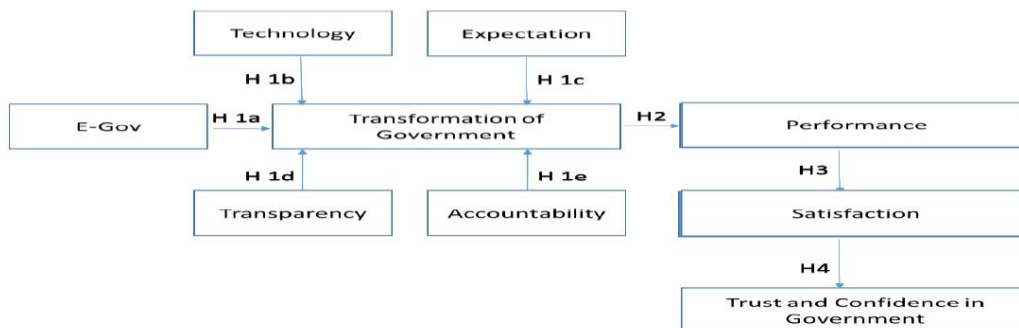 Technology
Expectation
H 1b
H 1c
E-Gov
H 1a
Transformation of
Government
H2
Performance
H 1d
H 1e
H3
Transparency
Accountability
Satisfaction
H4
Trust and Confidence in
Government